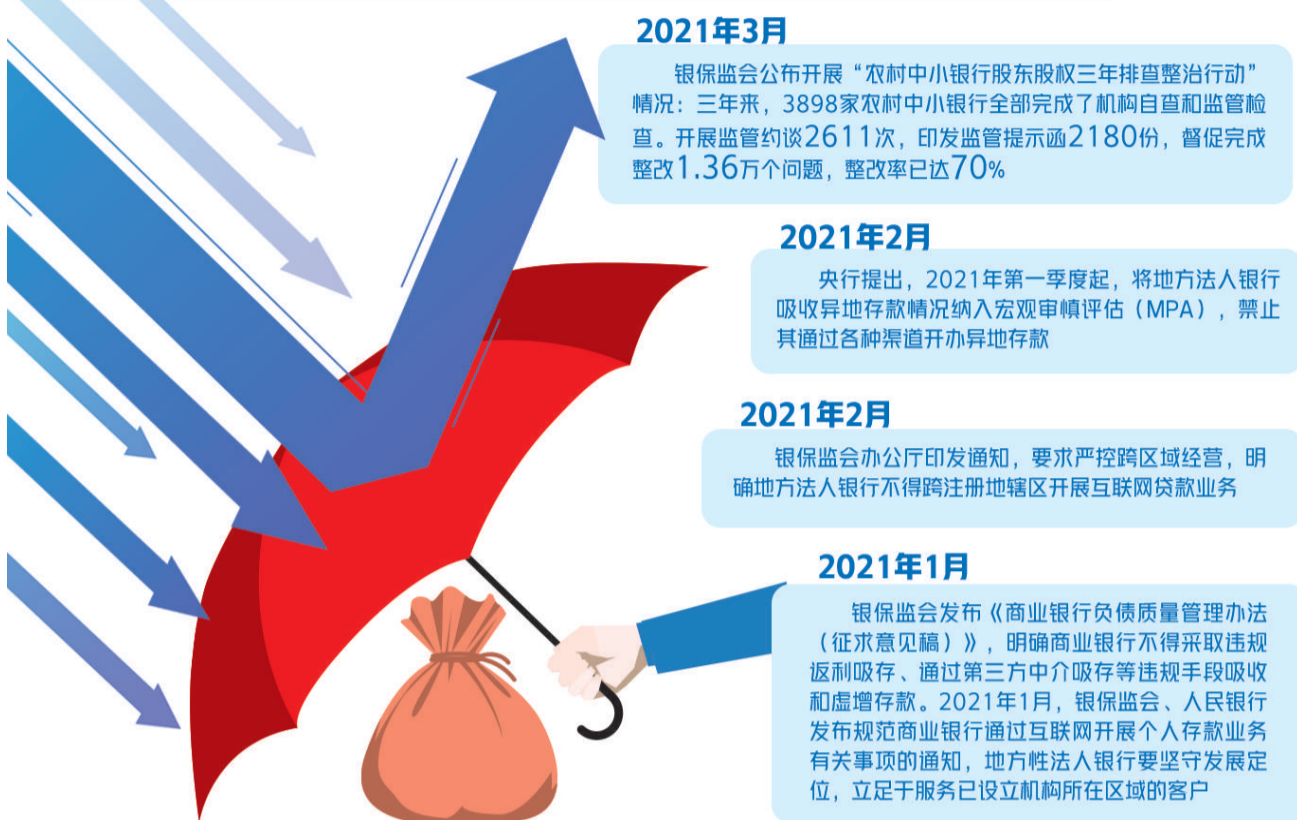 2021年3月
银保监会公布开展“农村中小银行股东股权三年排查整治行动”
情况：三年来，3898家农村中小银行全部完成了机构自查和监管检
查。开展监管约谈2611次，印发监管提示函2180份，督促完成
整改1.36万个问题，整改率已达70%
2021年2月
央行提出，2021年第一季度起，将地方法人银行
吸收异地存款情况纳入宏观审慎评估（MPA），禁止
其通过各种渠道开办异地存款
2021年2月
银保监会办公厅印发通知，要求严控跨区域经营，明
确地方法人银行不得跨注册地辖区开展互联网贷款业务
2021年1月
银保监会发布《商业银行负债质量管理办法
（征求意见稿）》，明确商业银行不得采取违规
返利吸存、通过第三方中介吸存等违规手段吸收
和虚增存款。2021年1月，银保监会、人民银行
发布规范商业银行通过互联网开展个人存款业务
有关事项的通知，地方性法人银行要坚守发展定
位，立足于服务已设立机构所在区域的客户